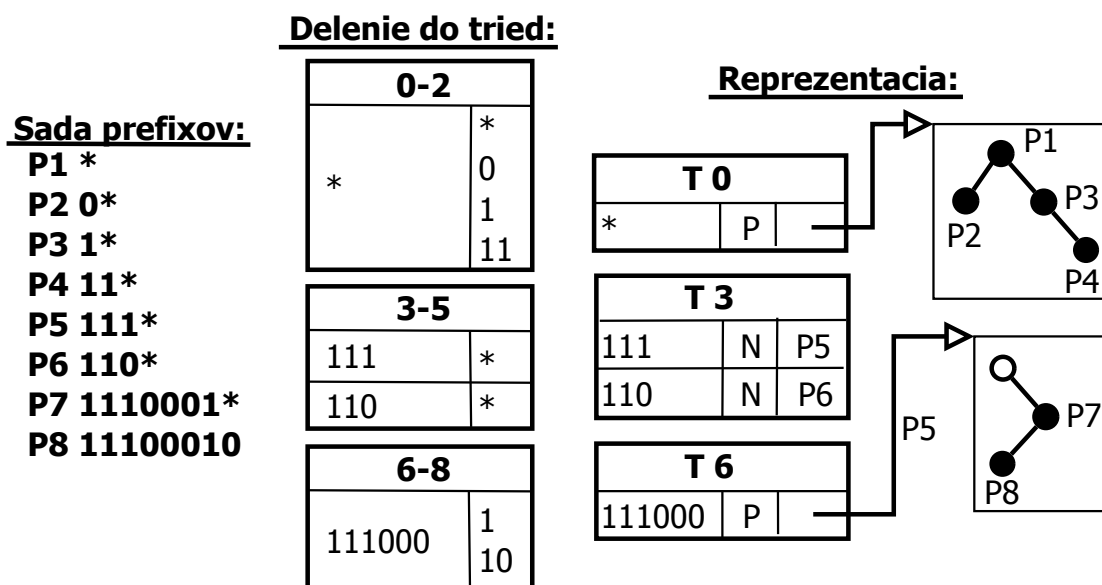 Delenie do tried:
Sada prefixov:
P1 *
P2 0*
P3 1*
P4 11*
P5 111*
P6 110*
P7 1110001*
P8 11100010
0-2
*
*
0
1
11
3-5
111 *
110 *
6-8
111000
1
10
Reprezentacia:
T 0
* P
T 3
111 N P5
110 N P6
T 6
111000 P
P5
P1
P2
P3
P4
P7
P8